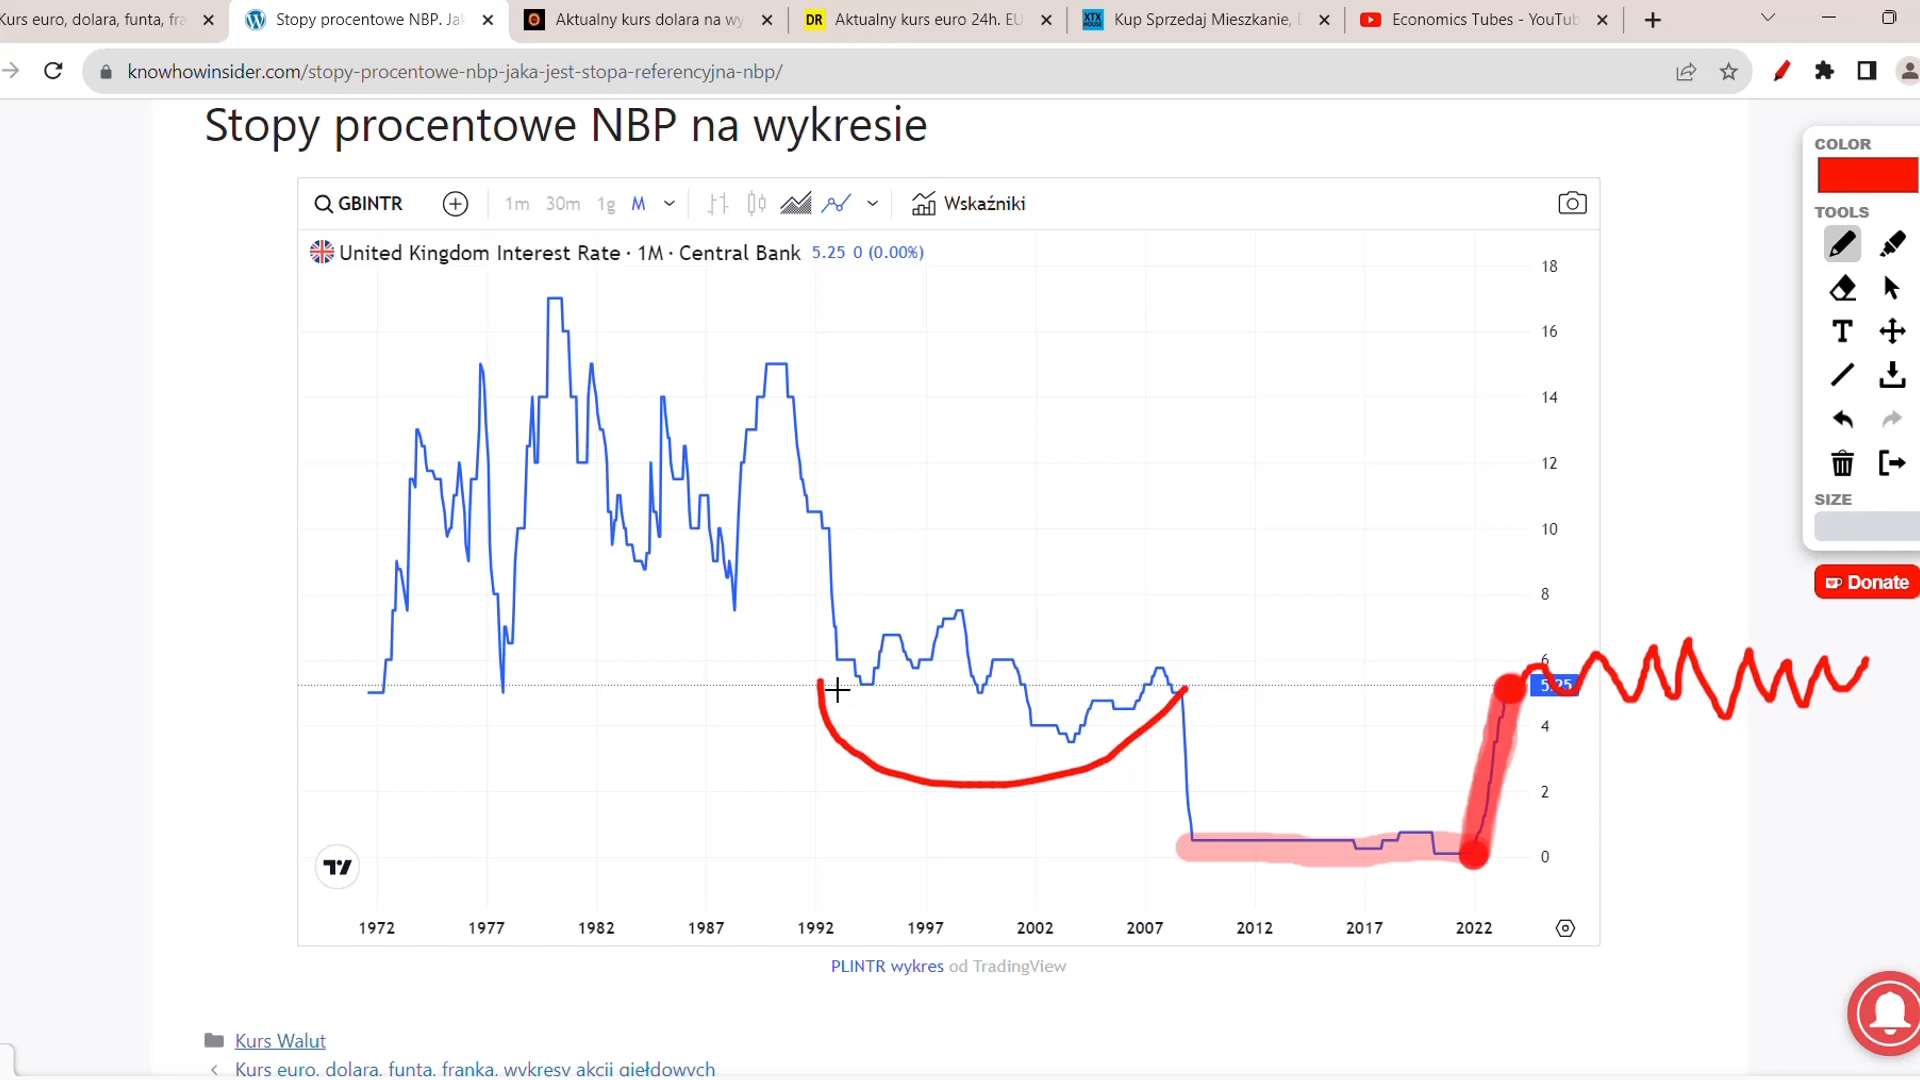 Kurs euro, dolara, funta, fra
Stopy procentowe NBP. Ja
Aktualny kurs dolara na wy
DR
Aktualny kurs euro 24h. EU
XTX HOUSE
Kup Sprzedaj Mieszkanie,
Economics Tubes - YouTub
knowhowinsider.com/stopy-procentowe-nbp-jaka-jest-stopa-referencyjna-nbp/
Stopy procentowe NBP na wykresie
GBINTR
1m 30m 1g M
Wskaźniki
United Kingdom Interest Rate · 1M · Central Bank 5.25 0 (0.00%)
18
16
14
12
10
8
6
5.25
4
2
0
1972 1977 1982 1987 1992 1997 2002 2007 2012 2017 2022
PLINTR wykres od TradingView
Kurs Walut
Kurs euro, dolara, funta, franka, wykresy akcji giełdowych
COLOR
TOOLS
T
SIZE
Donate